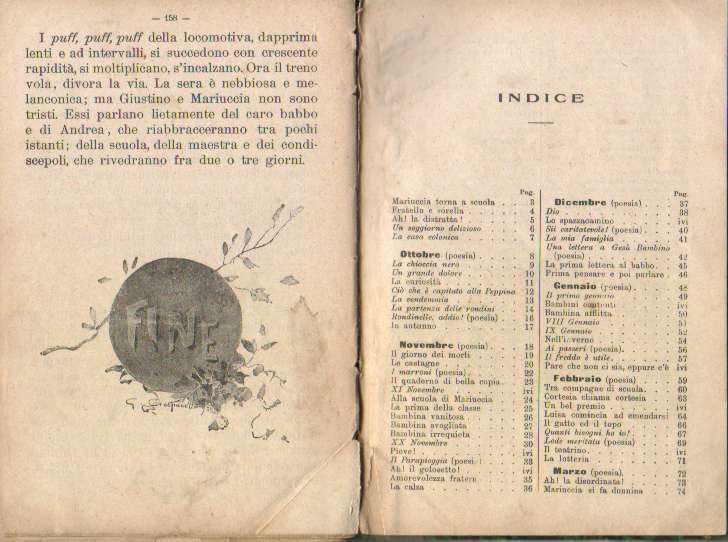 — 158 —
I puff, puff, puff della locomotiva, dapprima
lenti e ad intervalli, si succedono con crescente
rapidità, si moltiplicano, s'incalzano. Ora il treno
vola, divora la via. La sera è nebbiosa e me-
lanconica; ma Giustino e Mariuccia non sono
tristi. Essi parlano lietamente del caro babbo
e di Andrea, che riabbracceranno tra pochi
istanti; della scuola, della maestra e dei condi-
scepoli, che rivedranno fra due o tre giorni.
FINE
INDICE
Pag.
Mariuccia torna a scuola . . . 3
Fratello e sorella . . . . 4
Ah! la distratta! . . . . 5
Un soggiorno delizioso . . . 6
La casa colonica . . . . 7
Ottobre (poesia) . . . . 8
La chioccia nera . . . . 9
Un grande dolore . . . . 10
La curiosità . . . . 11
Ciò che è capitato alla Peppina 12
La vendemmia . . . . 13
La partenza delle rondini . . 14
Rondinelle, addio! (poesia) . . 16
In autunno . . . . 17
Novembre (poesia) . . . 18
Il giorno dei morti . . . 19
Le castagne . . . . 20
I marroni (poesia) . . . 22
Il quaderno di bella copia . . 23
XI Novembre . . . . ivi
Alla scuola di Mariuccia . . 24
La prima della classe . . . 25
Bambina vanitosa . . . 26
Bambina svogliata . . . 27
Bambina irrequieta . . . 28
XX Novembre . . . . 30
Piove! . . . . ivi
Il Parapioggia (poesi . . . 33
Ah! il golosetto! . . . ivi
Amorevolezza fratern . . . 35
La calza . . . . 36
Pag.
Dicembre (poesia) . . . 37
Dio . . . . 38
Lo spazzacamino . . . ivi
Sii caritatevole! (poesia) . . 40
La mia famiglia . . . 41
Una lettera a Gesù Bambino
(poesia) . . . . 42
La prima lettera al babbo . . 45
Prima pensare e poi parlare . 46
Gennaio (poesia) . . . 48
Il primo gennaio . . . 49
Bambini contenti . . . ivi
Bambina afflitta . . . 50
VIII Gennaio . . . . 51
IX Gennaio . . . . 52
Nell'inverno . . . . 54
Ai passeri (poesia) . . . 56
Il freddo è utile . . . 57
Pare che non ci sia, eppure c'è ivi
Febbraio (poesia) . . . 59
Tra compagne di scuola . . 60
Cortesia chiama cortesia . . 63
Un bel premio . . . . ivi
Luisa comincia ad emendarsi 64
Il gatto ed il topo . . . 66
Quanti bisogni ho io! . . . 67
Lode meritata (poesia) . . 69
Il teatrino . . . . ivi
La lotteria . . . . 71
Marzo (poesia) . . . . 72
Ah! la disordinata! . . . 73
Mariuccia si fa donnina . . 74